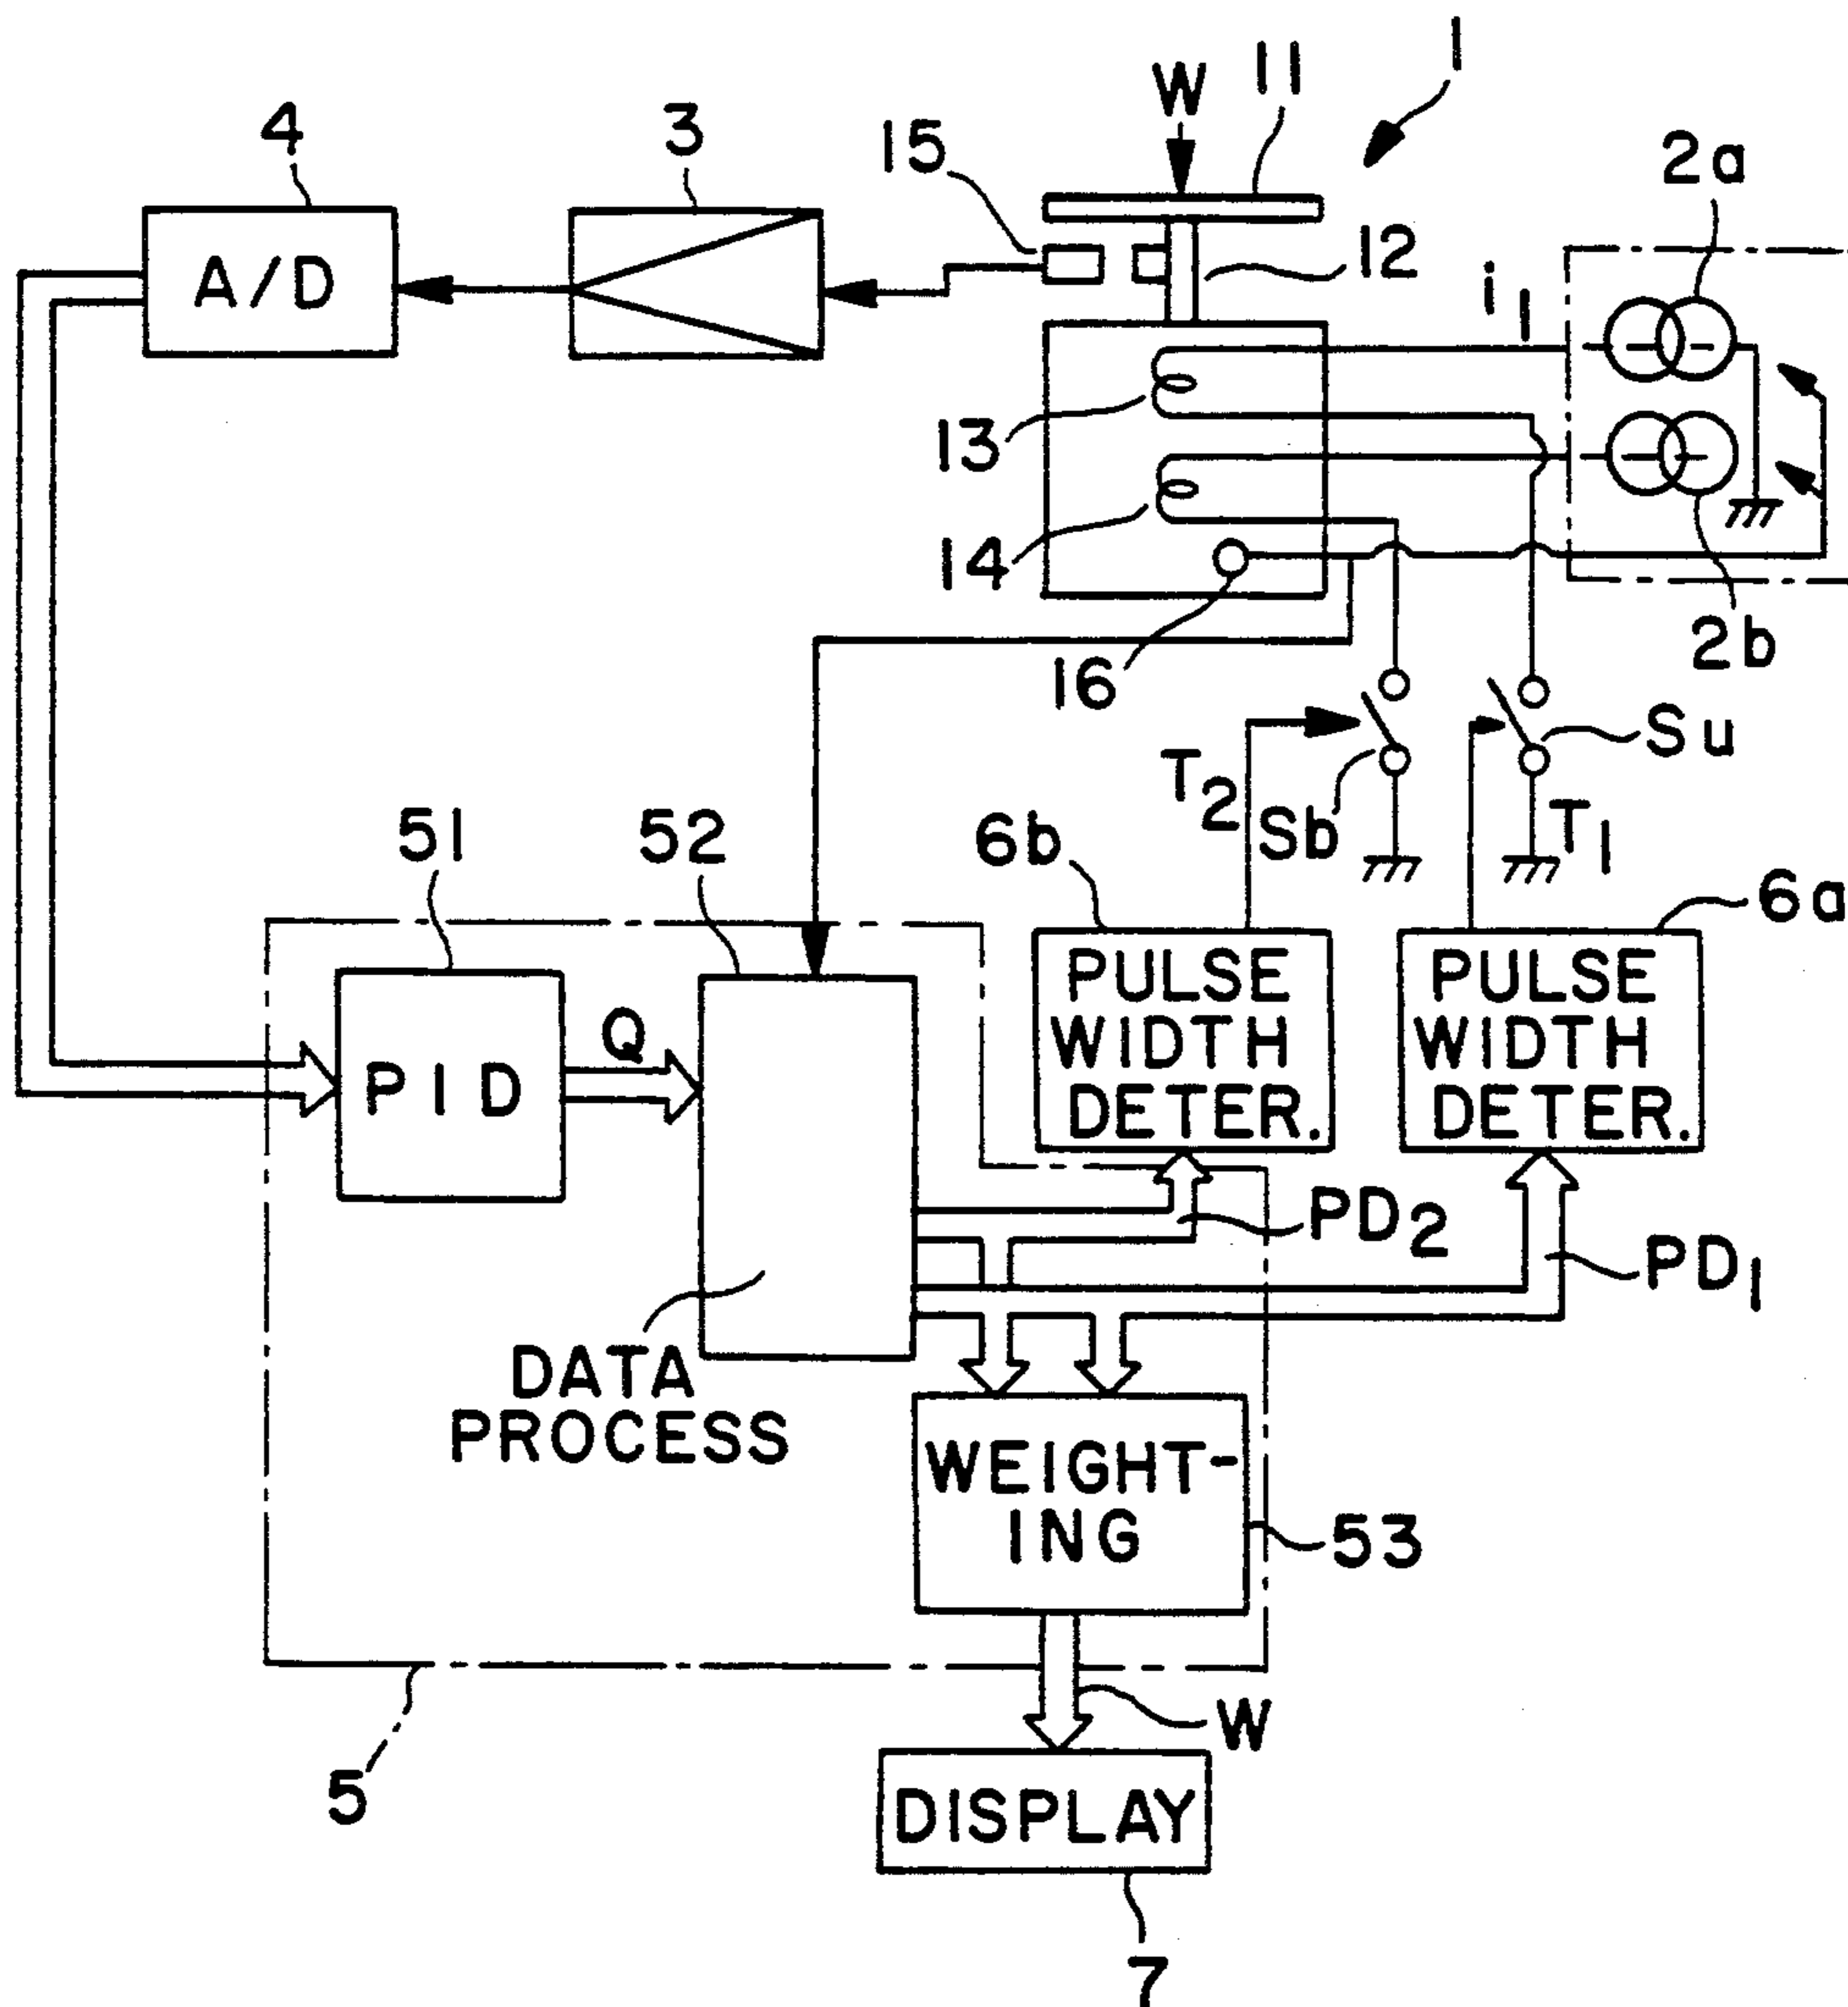 1
W
11
4
3
15
2a
A/D
12
i1
13
14
2b
16
Su
T2
Sb
T1
51
52
6b
6a
PULSE
WIDTH
DETER.
PULSE
WIDTH
DETER.
PID
Q
PD2
PD1
DATA
PROCESS
WEIGHT-
ING
53
W
5
DISPLAY
7